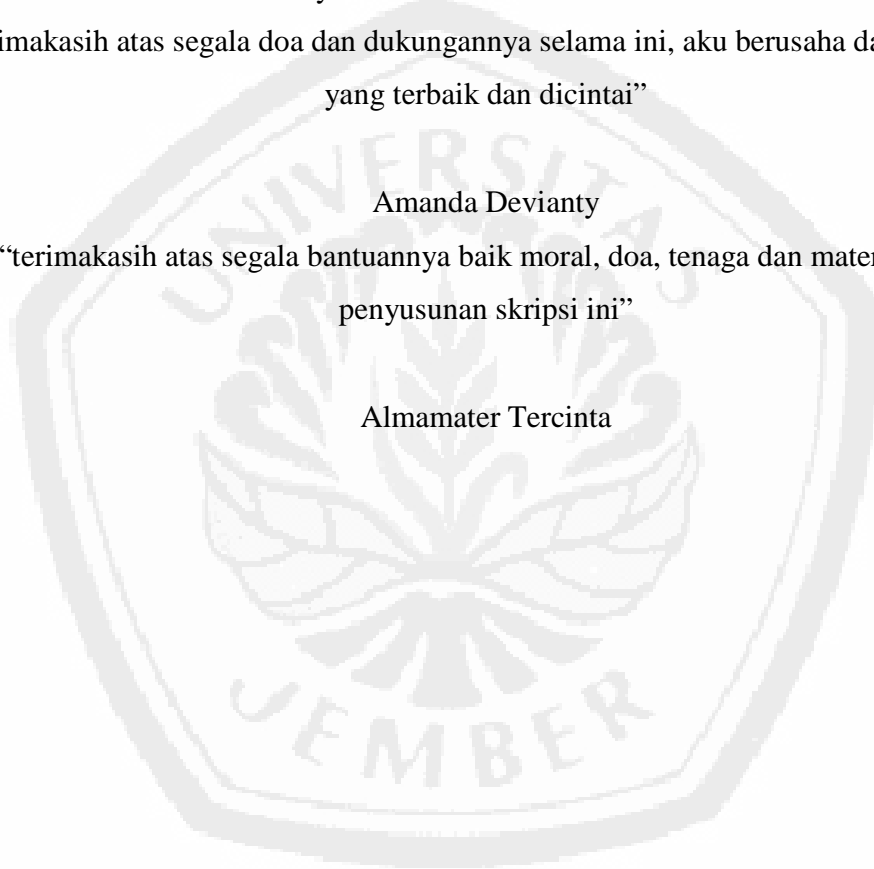 imakasih atas segala doa dan dukungannya selama ini, aku berusaha da
yang terbaik dan dicintai”
Amanda Devianty
“terimakasih atas segala bantuannya baik moral, doa, tenaga dan mater
penyusunan skripsi ini”
Almamater Tercinta
UNIVERSITAS
JEMBER